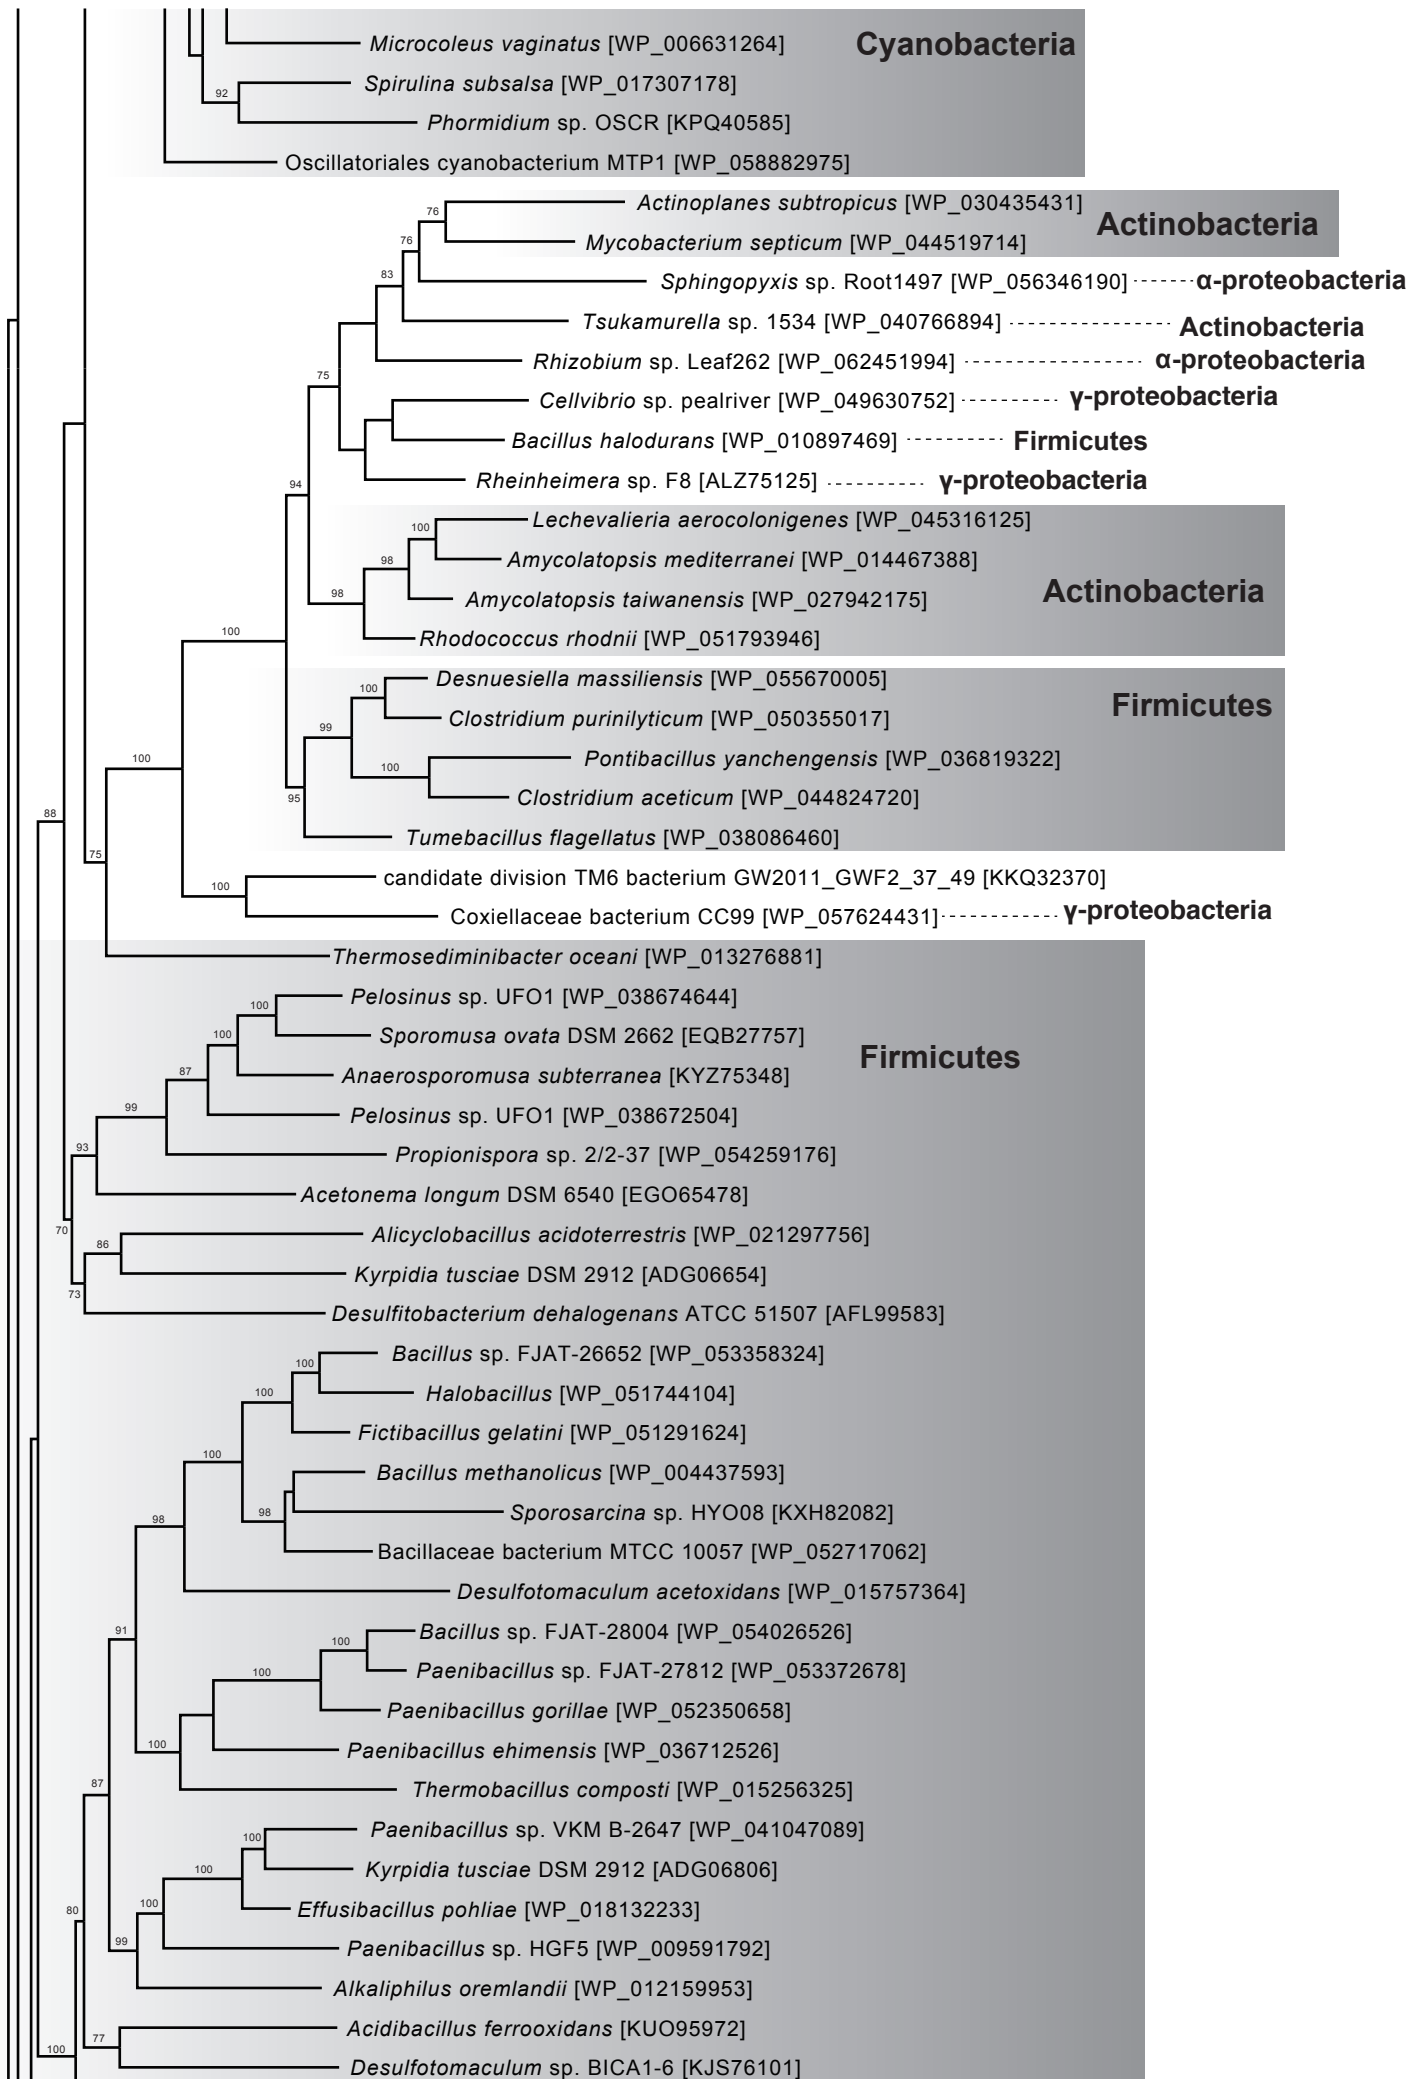 Microcoleus vaginatus [WP_006631264]
Cyanobacteria
Spirulina subsalsa [WP_017307178]
92
Phormidium sp. OSCR [KPQ40585]
Oscillatoriales cyanobacterium MTP1 [WP_058882975]
Actinoplanes subtropicus [WP_030435431]
76
Actinobacteria
Mycobacterium septicum [WP_044519714]
76
83
Sphingopyxis sp. Root1497 [WP_056346190] α-proteobacteria
Tsukamurella sp. 1534 [WP_040766894] Actinobacteria
Rhizobium sp. Leaf262 [WP_062451994] α-proteobacteria
75
Cellvibrio sp. pealriver [WP_049630752] γ-proteobacteria
Bacillus halodurans [WP_010897469] Firmicutes
Rheinheimera sp. F8 [ALZ75125] γ-proteobacteria
94
Lechevalieria aerocolonigenes [WP_045316125]
100
Amycolatopsis mediterranei [WP_014467388]
98
Actinobacteria
98
Amycolatopsis taiwanensis [WP_027942175]
100
Rhodococcus rhodnii [WP_051793946]
Desnuesiella massiliensis [WP_055670005]
100
Firmicutes
Clostridium purinilyticum [WP_050355017]
99
Pontibacillus yanchengensis [WP_036819322]
100
100
Clostridium aceticum [WP_044824720]
95
88
Tumebacillus flagellatus [WP_038086460]
75
candidate division TM6 bacterium GW2011_GWF2_37_49 [KKQ32370]
100
Coxiellaceae bacterium CC99 [WP_057624431] γ-proteobacteria
Thermosediminibacter oceani [WP_013276881]
Pelosinus sp. UFO1 [WP_038674644]
100
Sporomusa ovata DSM 2662 [EQB27757]
100
Firmicutes
Anaerosporomusa subterranea [KYZ75348]
87
99
Pelosinus sp. UFO1 [WP_038672504]
93
Propionispora sp. 2/2-37 [WP_054259176]
Acetonema longum DSM 6540 [EGO65478]
70
Alicyclobacillus acidoterrestris [WP_021297756]
86
Kyrpidia tusciae DSM 2912 [ADG06654]
73
Desulfitobacterium dehalogenans ATCC 51507 [AFL99583]
Bacillus sp. FJAT-26652 [WP_053358324]
100
Halobacillus [WP_051744104]
100
Fictibacillus gelatini [WP_051291624]
100
Bacillus methanolicus [WP_004437593]
98
Sporosarcina sp. HYO08 [KXH82082]
98
Bacillaceae bacterium MTCC 10057 [WP_052717062]
Desulfotomaculum acetoxidans [WP_015757364]
91
Bacillus sp. FJAT-28004 [WP_054026526]
100
Paenibacillus sp. FJAT-27812 [WP_053372678]
100
Paenibacillus gorillae [WP_052350658]
100
Paenibacillus ehimensis [WP_036712526]
87
Thermobacillus composti [WP_015256325]
Paenibacillus sp. VKM B-2647 [WP_041047089]
100
100
Kyrpidia tusciae DSM 2912 [ADG06806]
100
80
Effusibacillus pohliae [WP_018132233]
99
Paenibacillus sp. HGF5 [WP_009591792]
Alkaliphilus oremlandii [WP_012159953]
Acidibacillus ferrooxidans [KUO95972]
77
100
Desulfotomaculum sp. BICA1-6 [KJS76101]